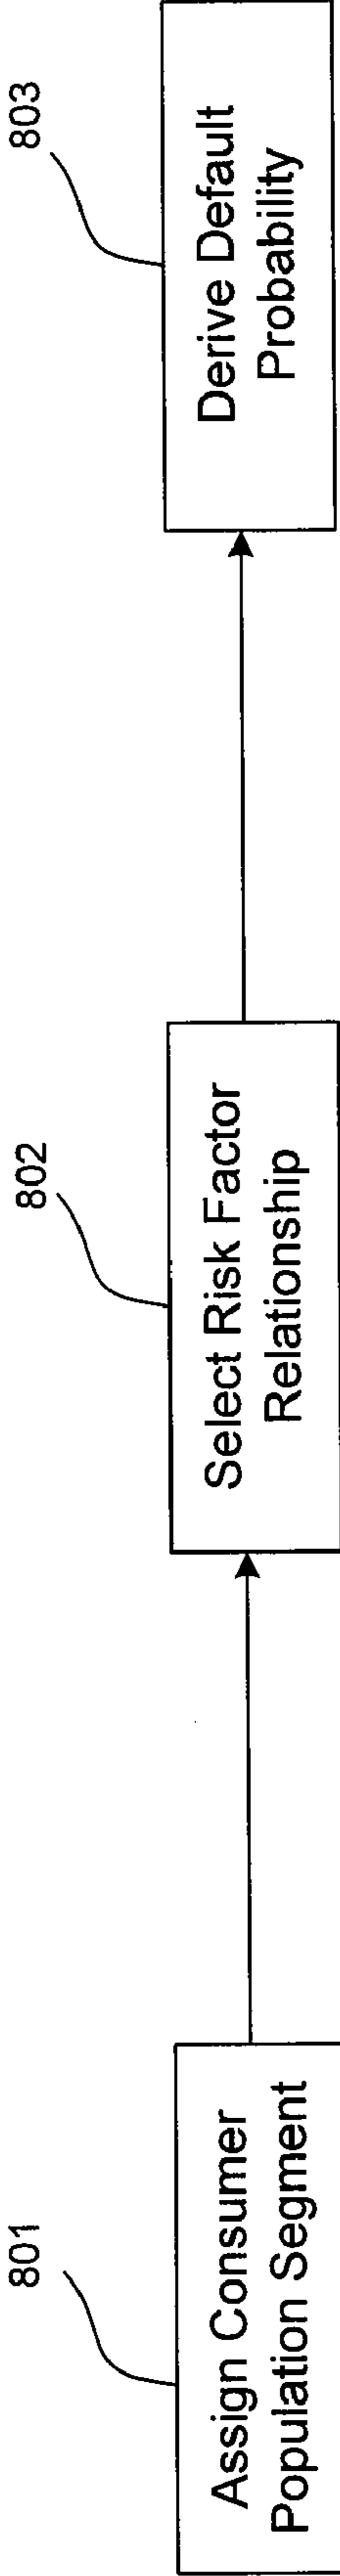 801
Assign Consumer
Population Segment
802
Select Risk Factor
Relationship
803
Derive Default
Probability